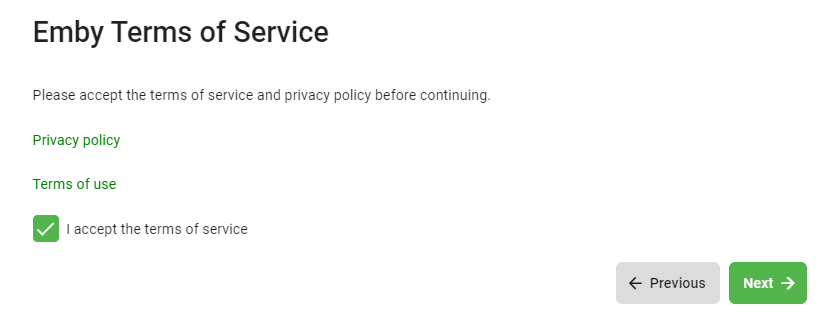 Emby Terms of Service
Please accept the terms of service and privacy policy before continuing.
Privacy policy
Terms of use
I accept the terms of service
Previous
Next